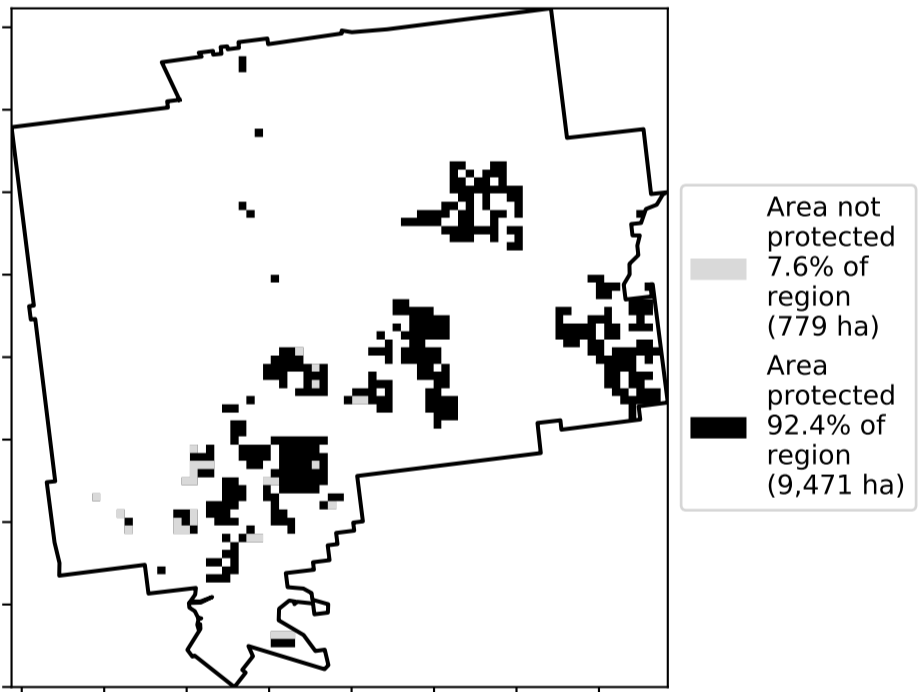 Area not
protected
7.6% of
region
(779 ha)
Area
protected
92.4% of
region
(9,471 ha)